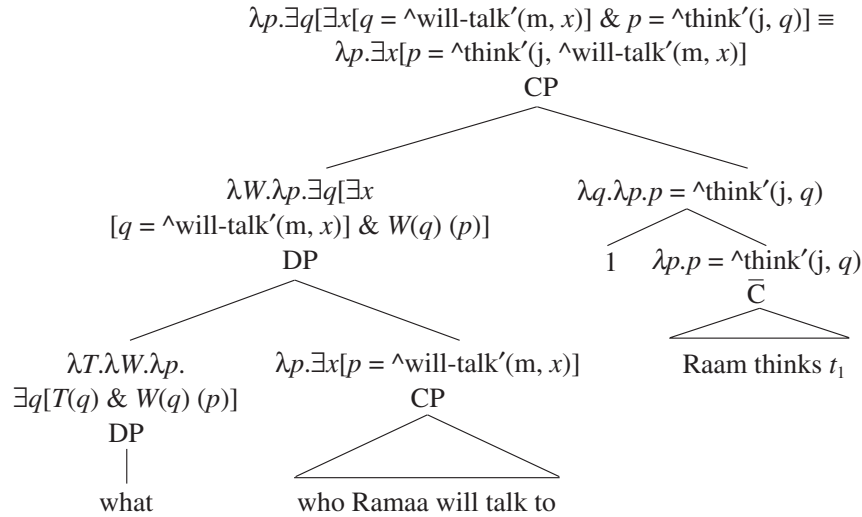 λp.∃q[∃x[q = ^will-talk′(m, x)] & p = ^think′(j, q)] ≡
λp.∃x[p = ^think′(j, ^will-talk′(m, x)]
CP
λW.λp.∃q[∃x
[q = ^will-talk′(m, x)] & W(q) (p)]
DP
λq.λp.p = ^think′(j, q)
1
λp.p = ^think′(j, q)
C̅
Raam thinks t₁
λT.λW.λp.
∃q[T(q) & W(q) (p)]
DP
what
λp.∃x[p = ^will-talk′(m, x)]
CP
who Ramaa will talk to